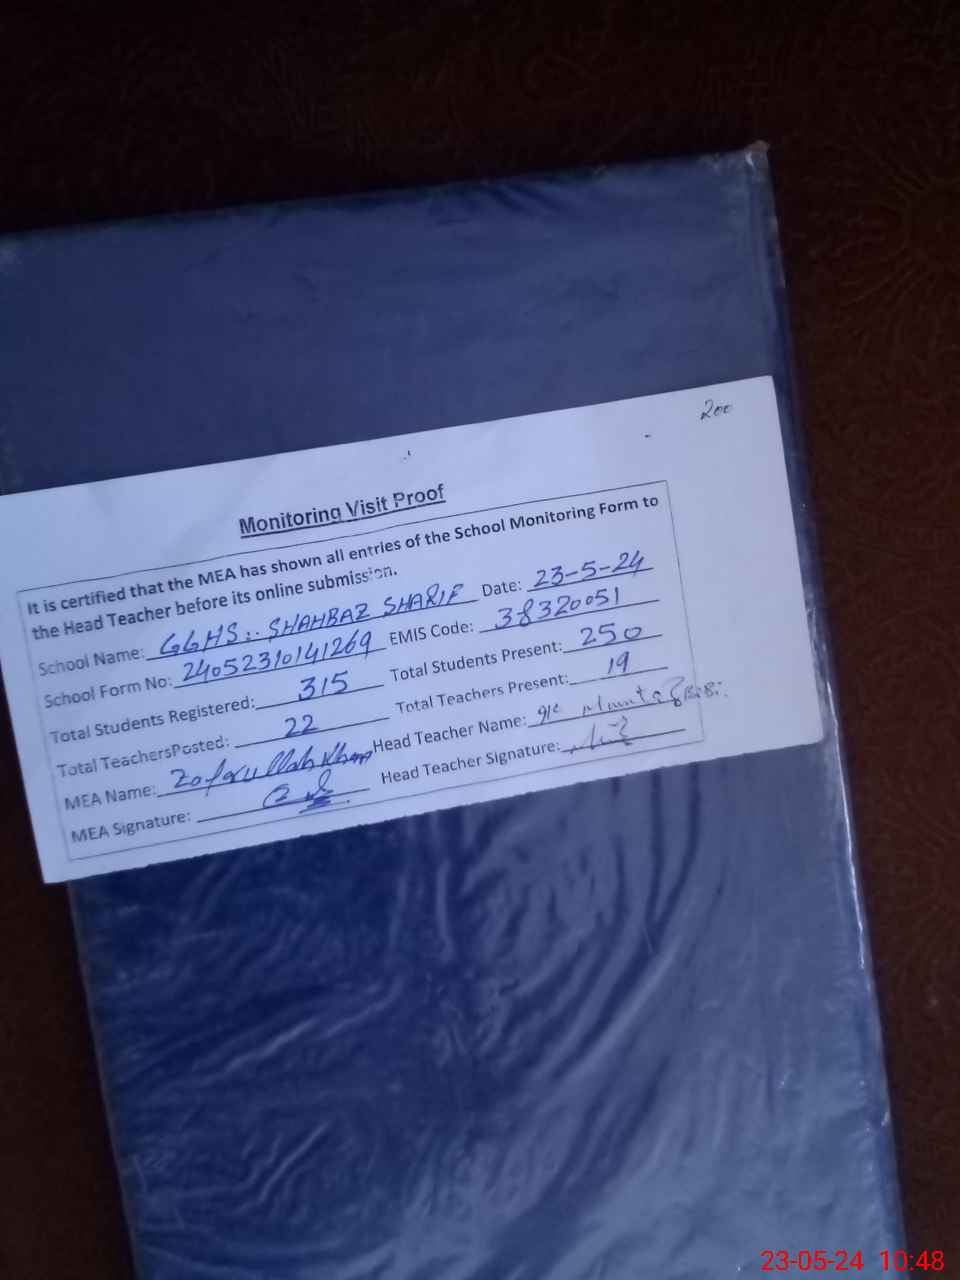 200
Monitoring Visit Proof
It is certified that the MEA has shown all entries of the School Monitoring Form to
the Head Teacher before its online submission.
School Name: GGHS:. SHAHBAZ SHARIF Date: 23-5-24
School Form No: 24052310141269 EMIS Code: 38320051
Total Students Registered: 315 Total Students Present: 250
Total TeachersPosted: 22 Total Teachers Present: 19
MEA Name: Zafarullah Khan Head Teacher Name:
MEA Signature: Head Teacher Signature:
23-05-24 10:48